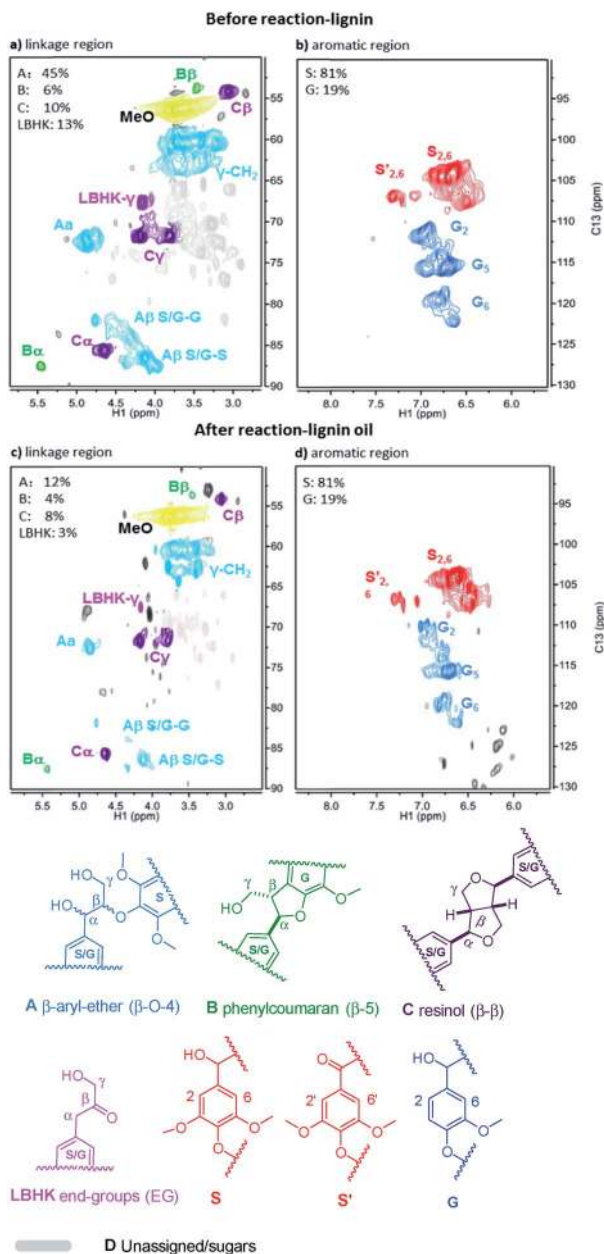 Before reaction-lignin
a) linkage region
A: 45%
B: 6%
C: 10%
LBHK: 13%
Bβ
Cβ
MeO
γ-CH2
LBHK-γ
Aa
Cγ
Aβ S/G-G
Cα
Aβ S/G-S
Bα
60
65
70
75
80
85
90
5.5 5.0 4.5 4.0 3.5 3.0
H1 (ppm)
b) aromatic region
S: 81%
G: 19%
S'2,6
S2,6
G2
G5
G6
95
100
105
110
115
120
125
130
C13 (ppm)
8.0 7.5 7.0 6.5 6.0
H1 (ppm)
After reaction-lignin oil
c) linkage region
A: 12%
B: 4%
C: 8%
LBHK: 3%
Bβ
Cβ
MeO
γ-CH2
LBHK-γ
Aa
Cγ
Aβ S/G-G
Cα
Aβ S/G-S
Bα
55
60
65
70
75
80
85
90
5.5 5.0 4.5 4.0 3.5 3.0
H1 (ppm)
d) aromatic region
S: 81%
G: 19%
S'2,
6
S2,6
G2
G5
G6
95
100
105
110
115
120
125
130
C13 (ppm)
8.0 7.5 7.0 6.5 6.0
H1 (ppm)
HO γ O S
HO β O
α O
S/G
A β-aryl-ether (β-O-4)
γ β G
HO O
α O
S/G
B phenylcoumaran (β-5)
O S/G
γ
H H
β
S/G α O
C resinol (β-β)
HO γ
β
α O
S/G
LBHK end-groups (EG)
HO
2 6
O O
O
S
O
2' 6'
O O
O
S'
HO
2 6
O
O
G
D Unassigned/sugars